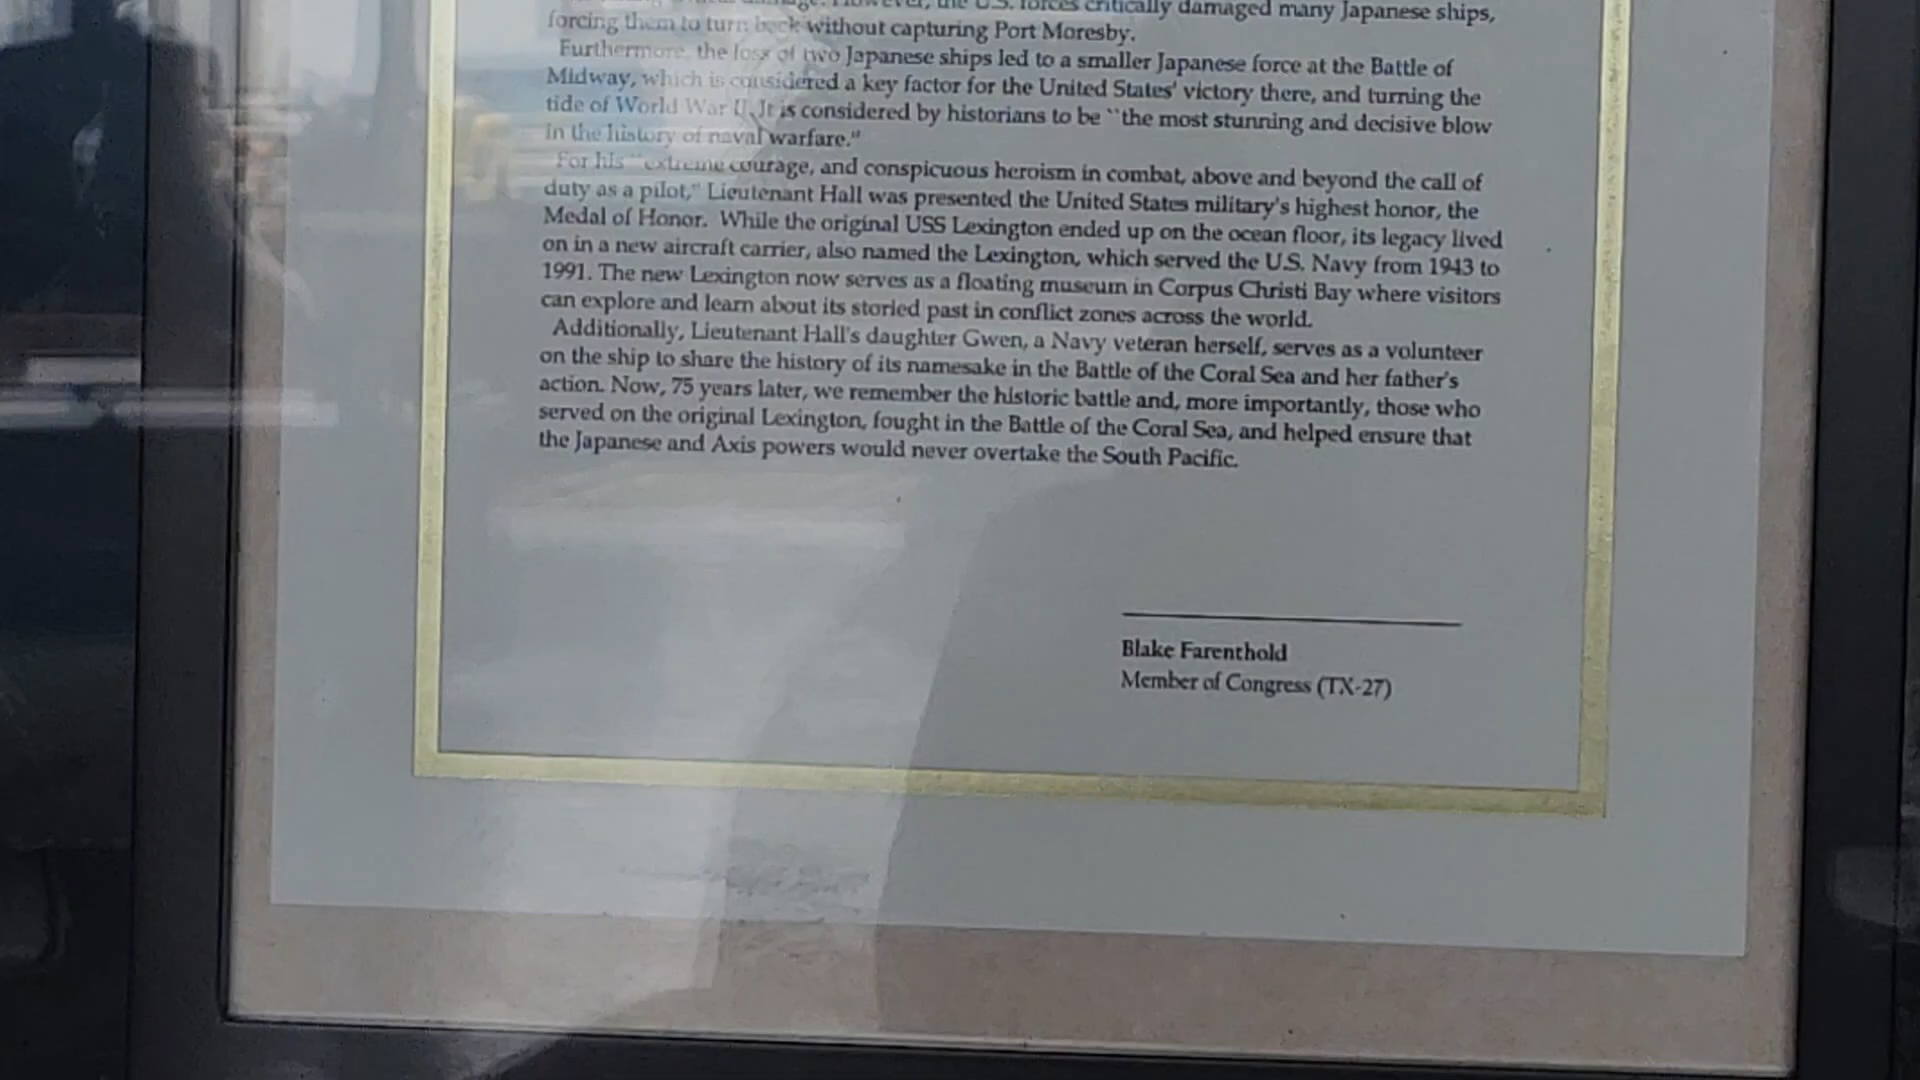 However, the U.S. forces critically damaged many Japanese ships,
forcing them to turn back without capturing Port Moresby.
Furthermore, the loss of two Japanese ships led to a smaller Japanese force at the Battle of
Midway, which is considered a key factor for the United States' victory there, and turning the
tide of World War II. It is considered by historians to be ``the most stunning and decisive blow
in the history of naval warfare."
For his ``extreme courage, and conspicuous heroism in combat, above and beyond the call of
duty as a pilot," Lieutenant Hall was presented the United States military's highest honor, the
Medal of Honor. While the original USS Lexington ended up on the ocean floor, its legacy lived
on in a new aircraft carrier, also named the Lexington, which served the U.S. Navy from 1943 to
1991. The new Lexington now serves as a floating museum in Corpus Christi Bay where visitors
can explore and learn about its storied past in conflict zones across the world.
Additionally, Lieutenant Hall's daughter Gwen, a Navy veteran herself, serves as a volunteer
on the ship to share the history of its namesake in the Battle of the Coral Sea and her father's
action. Now, 75 years later, we remember the historic battle and, more importantly, those who
served on the original Lexington, fought in the Battle of the Coral Sea, and helped ensure that
the Japanese and Axis powers would never overtake the South Pacific.
Blake Farenthold
Member of Congress (TX-27)